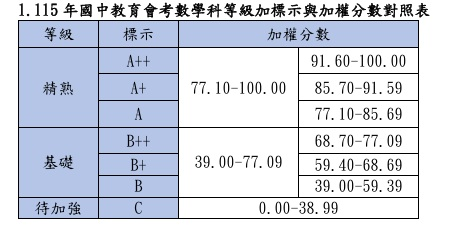 1.115 年國中教育會考數學科等級加標示與加權分數對照表
等級 標示 加權分數
精熟 A++ 77.10-100.00 91.60-100.00
A+ 85.70-91.59
A 77.10-85.69
基礎 B++ 39.00-77.09 68.70-77.09
B+ 59.40-68.69
B 39.00-59.39
待加強 C 0.00-38.99